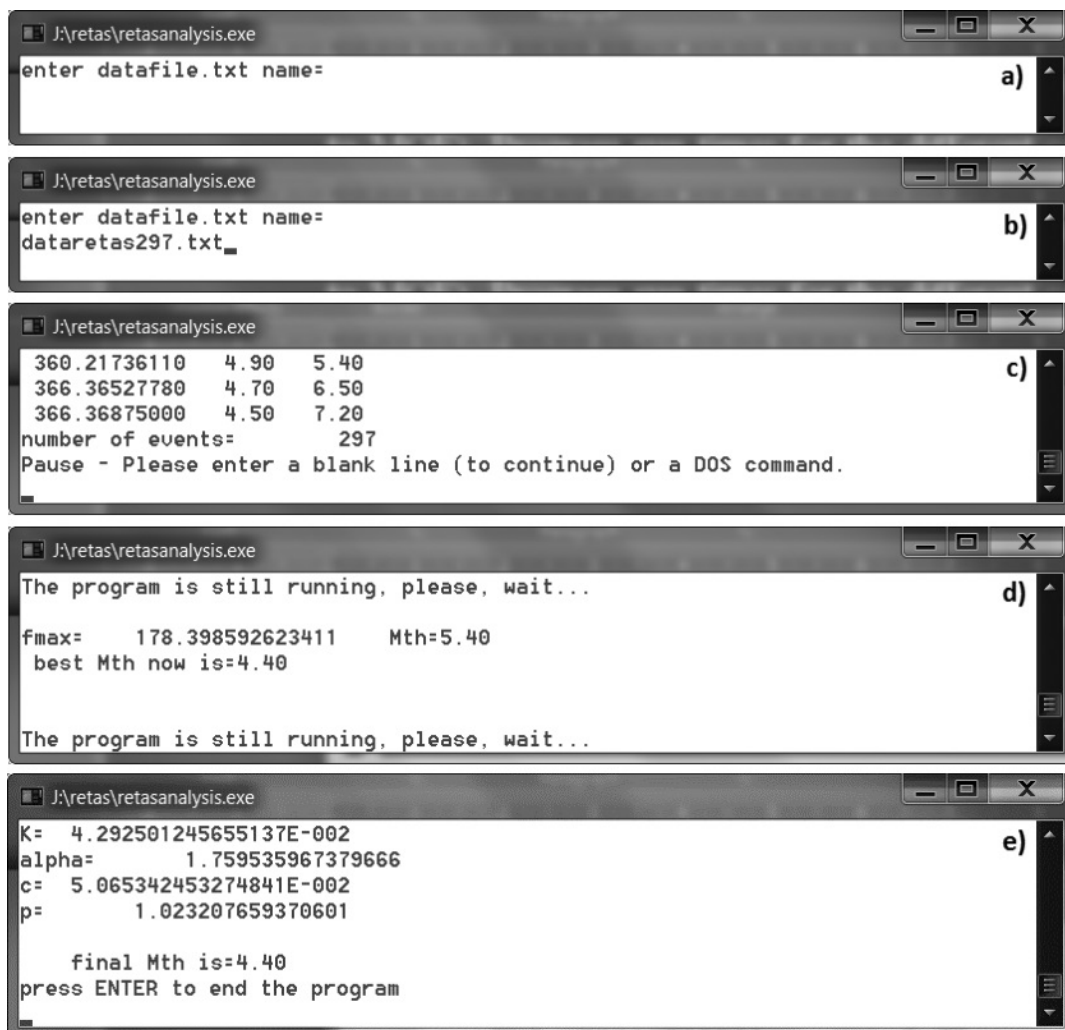 J:\retas\retasanalysis.exe
enter datafile.txt name=
a)
J:\retas\retasanalysis.exe
enter datafile.txt name=
b)
dataretas297.txt
J:\retas\retasanalysis.exe
360.21736110 4.90 5.40
c)
366.36527780 4.70 6.50
366.36875000 4.50 7.20
number of events= 297
Pause - Please enter a blank line (to continue) or a DOS command.
J:\retas\retasanalysis.exe
The program is still running, please, wait...
d)
fmax= 178.398592623411 Mth=5.40
best Mth now is=4.40
The program is still running, please, wait...
J:\retas\retasanalysis.exe
K= 4.292501245655137E-002
e)
alpha= 1.759535967379666
c= 5.065342453274841E-002
p= 1.023207659370601
final Mth is=4.40
press ENTER to end the program